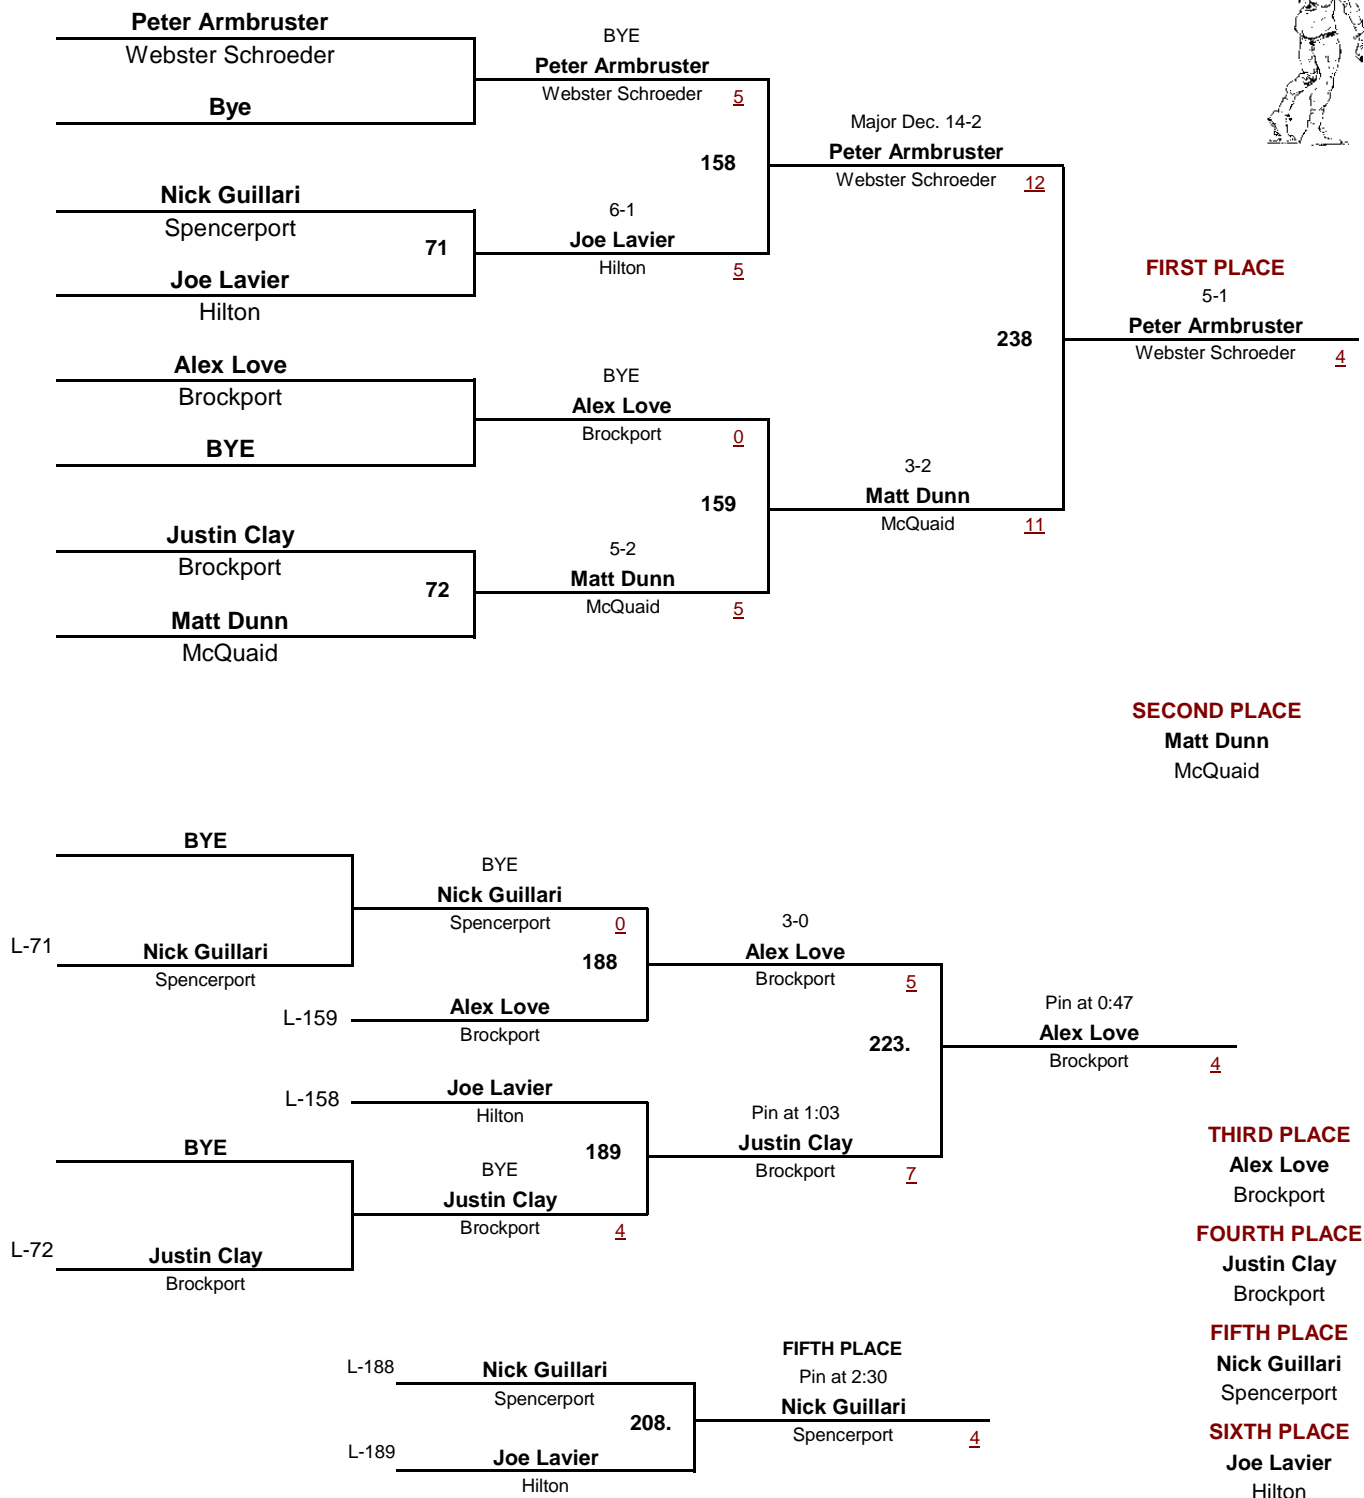 Peter Armbruster
Webster Schroeder
Bye
BYE
Peter Armbruster
Webster Schroeder 5
158
Major Dec. 14-2
Peter Armbruster
Webster Schroeder 12
Nick Guillari
Spencerport
71
Joe Lavier
Hilton
6-1
Joe Lavier
Hilton 5
FIRST PLACE
5-1
Peter Armbruster
Webster Schroeder 4
238
Alex Love
Brockport
BYE
BYE
Alex Love
Brockport 0
159
3-2
Matt Dunn
McQuaid 11
Justin Clay
Brockport
72
Matt Dunn
McQuaid
5-2
Matt Dunn
McQuaid 5
SECOND PLACE
Matt Dunn
McQuaid
BYE
L-71
Nick Guillari
Spencerport
BYE
Nick Guillari
Spencerport 0
188
L-159
Alex Love
Brockport
3-0
Alex Love
Brockport 5
223.
Pin at 0:47
Alex Love
Brockport 4
L-158
Joe Lavier
Hilton
189
BYE
BYE
Justin Clay
Brockport 4
Pin at 1:03
Justin Clay
Brockport 7
L-72
Justin Clay
Brockport
THIRD PLACE
Alex Love
Brockport
FOURTH PLACE
Justin Clay
Brockport
FIFTH PLACE
Nick Guillari
Spencerport
SIXTH PLACE
Joe Lavier
Hilton
L-188
Nick Guillari
Spencerport
208.
L-189
Joe Lavier
Hilton
FIFTH PLACE
Pin at 2:30
Nick Guillari
Spencerport 4